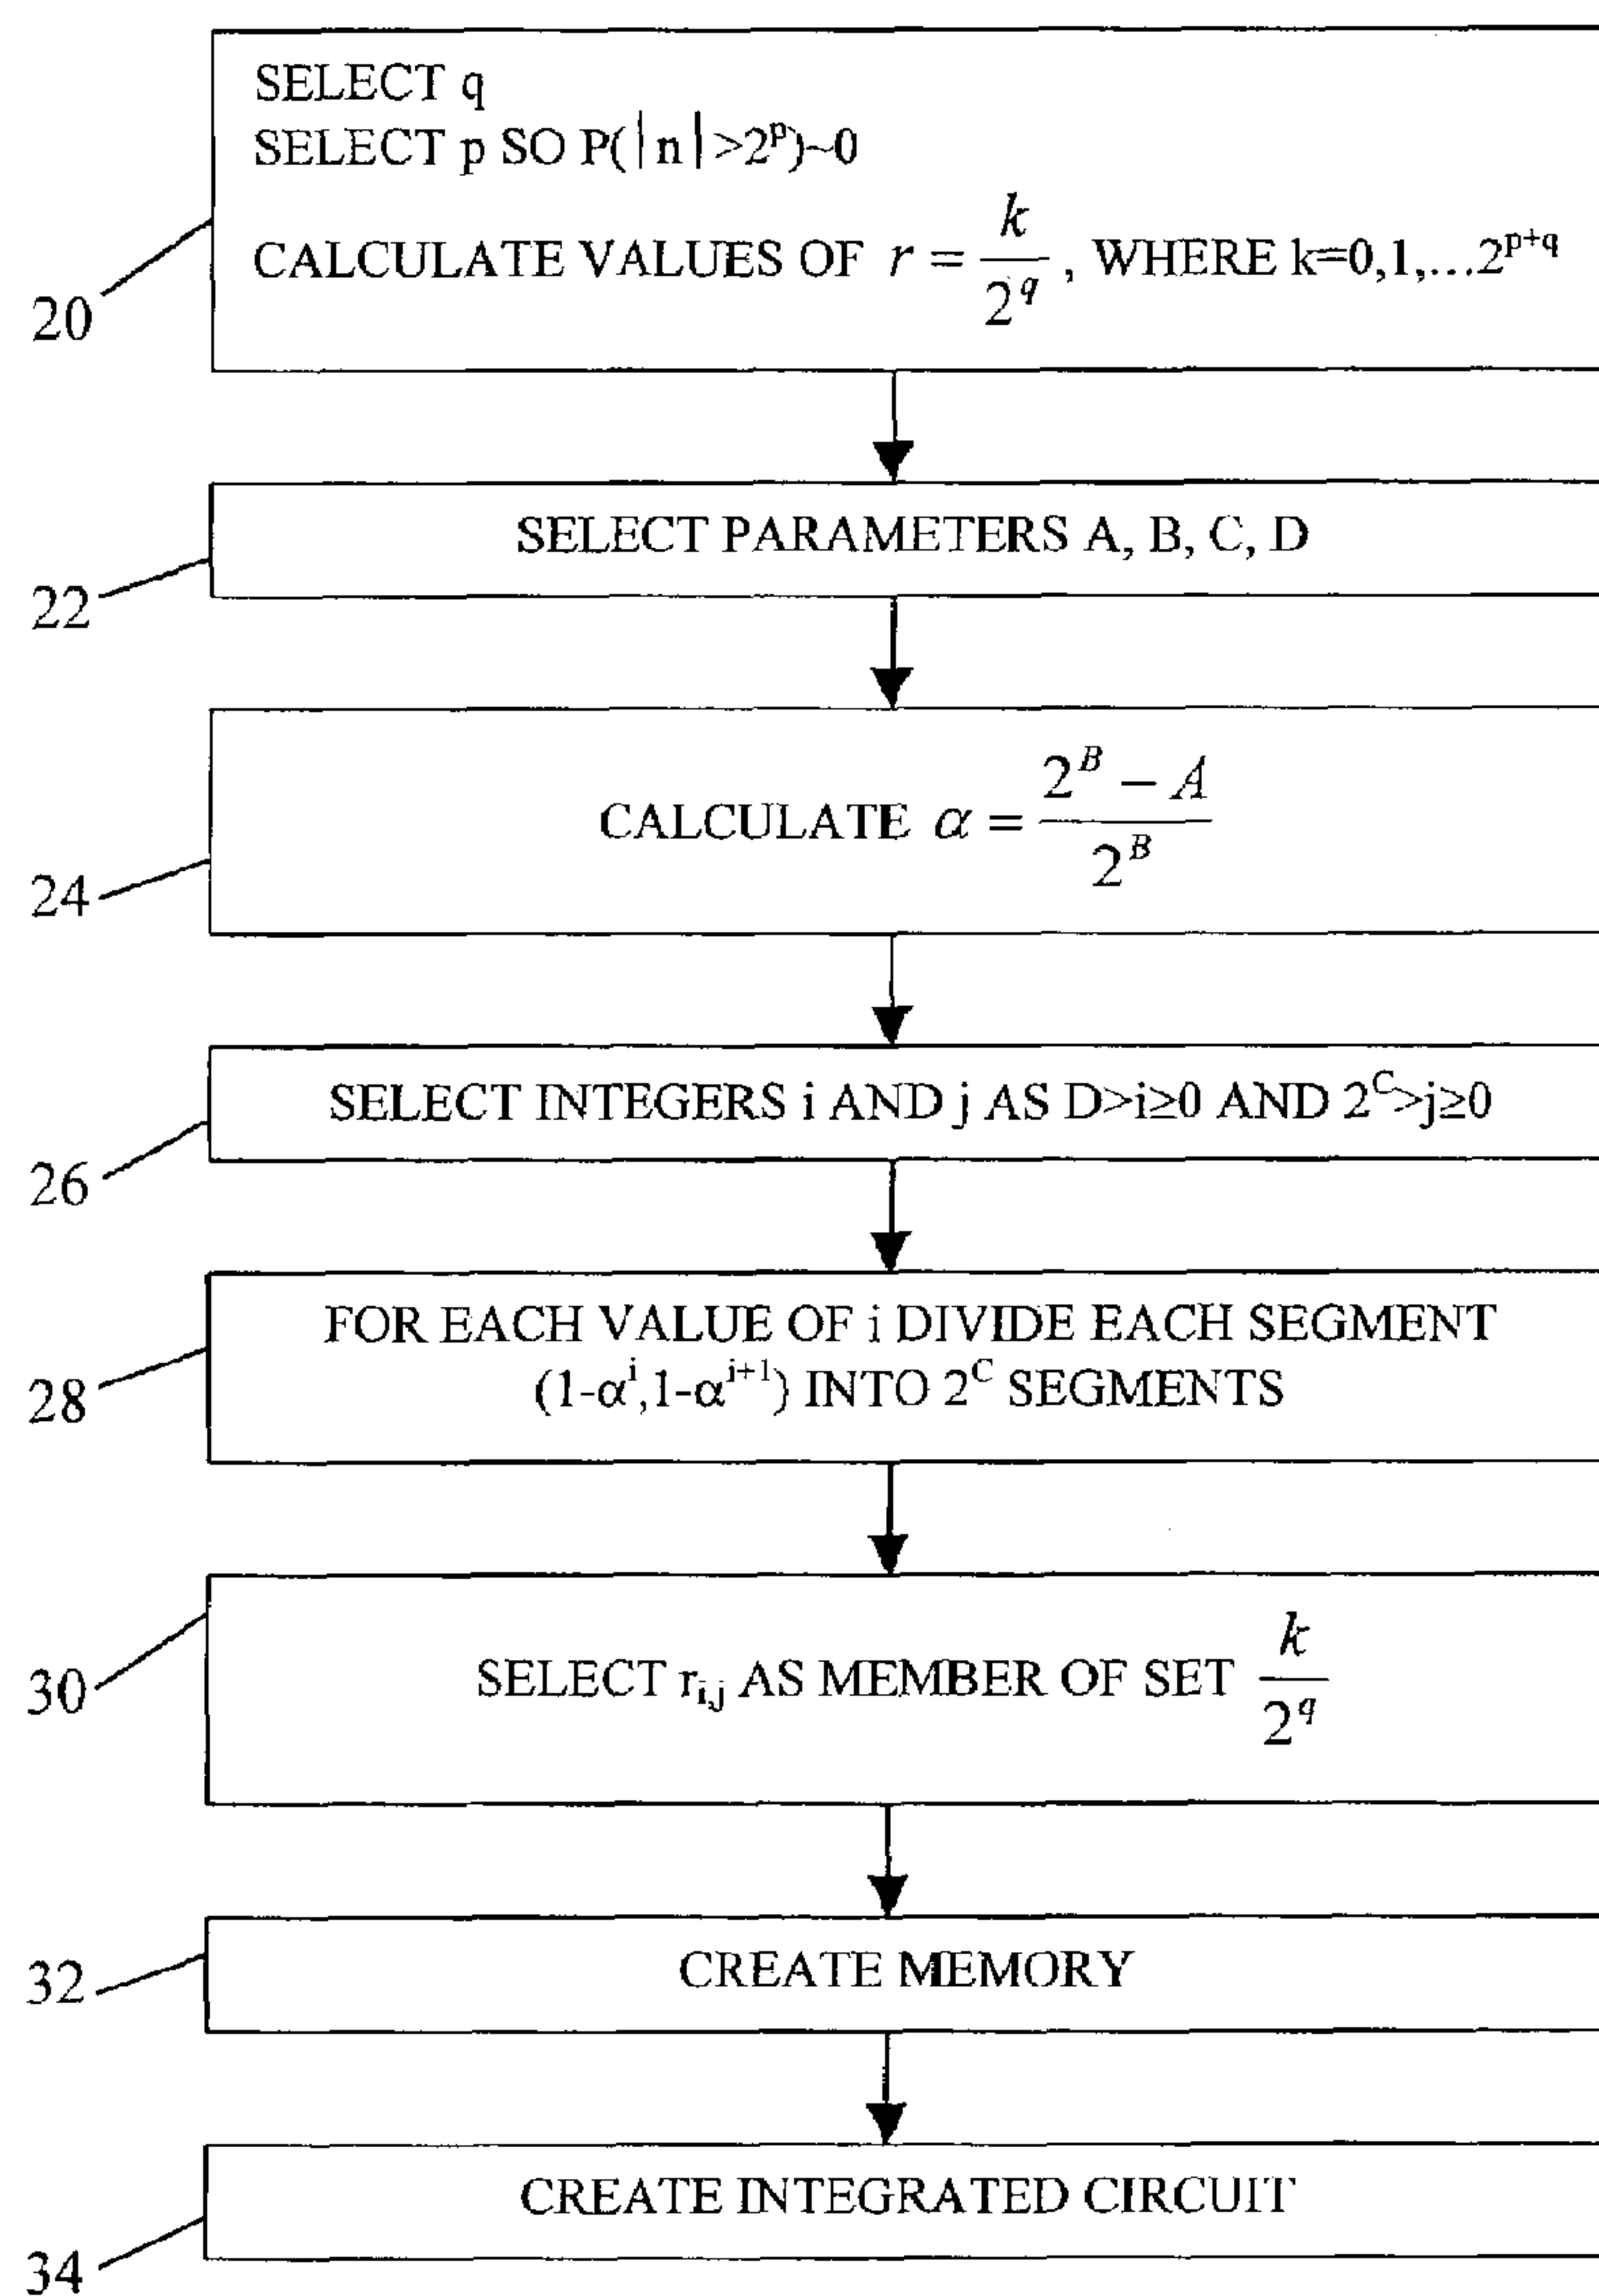 SELECT q
SELECT p SO P(|n|>2^p)~0
CALCULATE VALUES OF r = k/2^q, WHERE k=0,1,...2^{p+q}
20
SELECT PARAMETERS A, B, C, D
22
CALCULATE α = (2^B − A)/2^B
24
SELECT INTEGERS i AND j AS D>i≥0 AND 2^C>j≥0
26
FOR EACH VALUE OF i DIVIDE EACH SEGMENT
(1-α^i,1-α^{i+1}) INTO 2^C SEGMENTS
28
SELECT r_{i,j} AS MEMBER OF SET k/2^q
30
CREATE MEMORY
32
CREATE INTEGRATED CIRCUIT
34